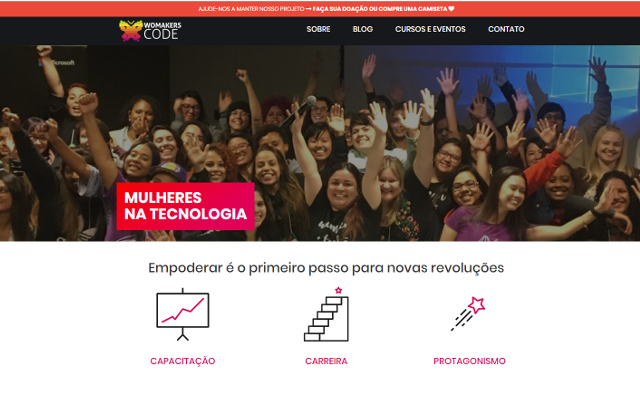 AJUDE-NOS A MANTER NOSSO PROJETO → FAÇA SUA DOAÇÃO OU COMPRE UMA CAMISETA
WOMAKERS
CODE
SOBRE BLOG CURSOS E EVENTOS CONTATO
Microsoft
MULHERES
NA TECNOLOGIA
Empoderar é o primeiro passo para novas revoluções
CAPACITAÇÃO CARREIRA PROTAGONISMO